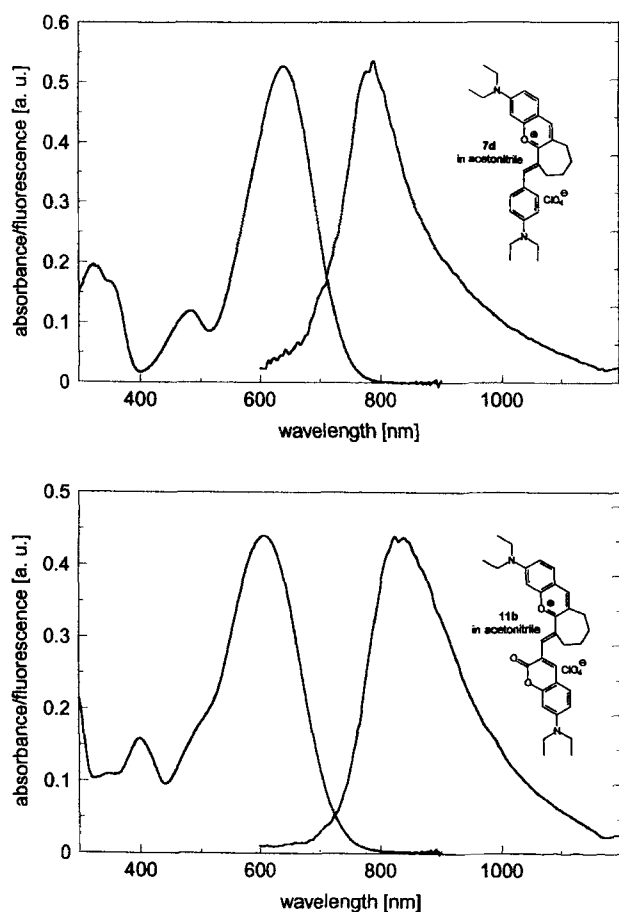 absorbance/fluorescence [a. u.]
0.6
0.5
0.4
0.3
0.2
0.1
0
400
600
800
1000
wavelength [nm]
N
O
⊕
7d
in acetonitrile
ClO₄⊖
N
absorbance/fluorescence [a. u.]
0.5
0.4
0.3
0.2
0.1
0
400
600
800
1000
wavelength [nm]
N
O
⊕
11b
in acetonitrile
O
O
ClO₄⊖
N